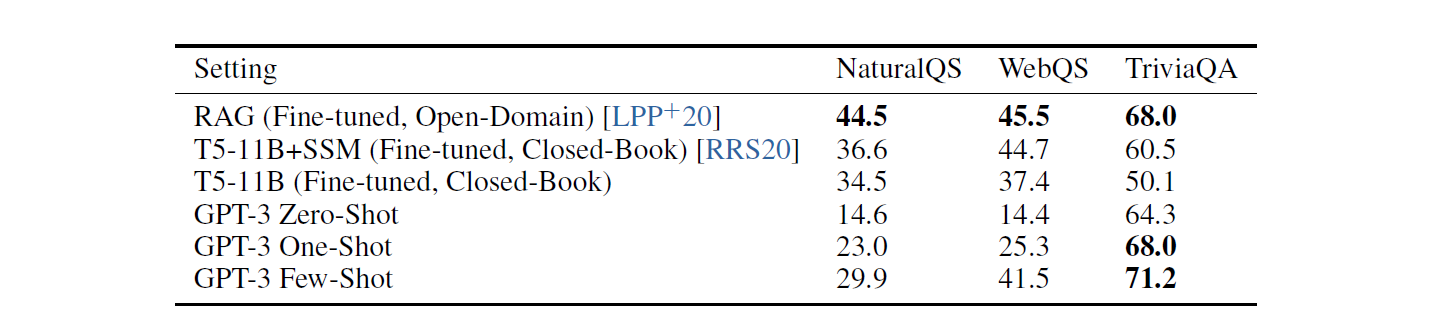 Setting NaturalQS WebQS TriviaQA
RAG (Fine-tuned, Open-Domain) [LPP+20] 44.5 45.5 68.0
T5-11B+SSM (Fine-tuned, Closed-Book) [RRS20] 36.6 44.7 60.5
T5-11B (Fine-tuned, Closed-Book) 34.5 37.4 50.1
GPT-3 Zero-Shot 14.6 14.4 64.3
GPT-3 One-Shot 23.0 25.3 68.0
GPT-3 Few-Shot 29.9 41.5 71.2